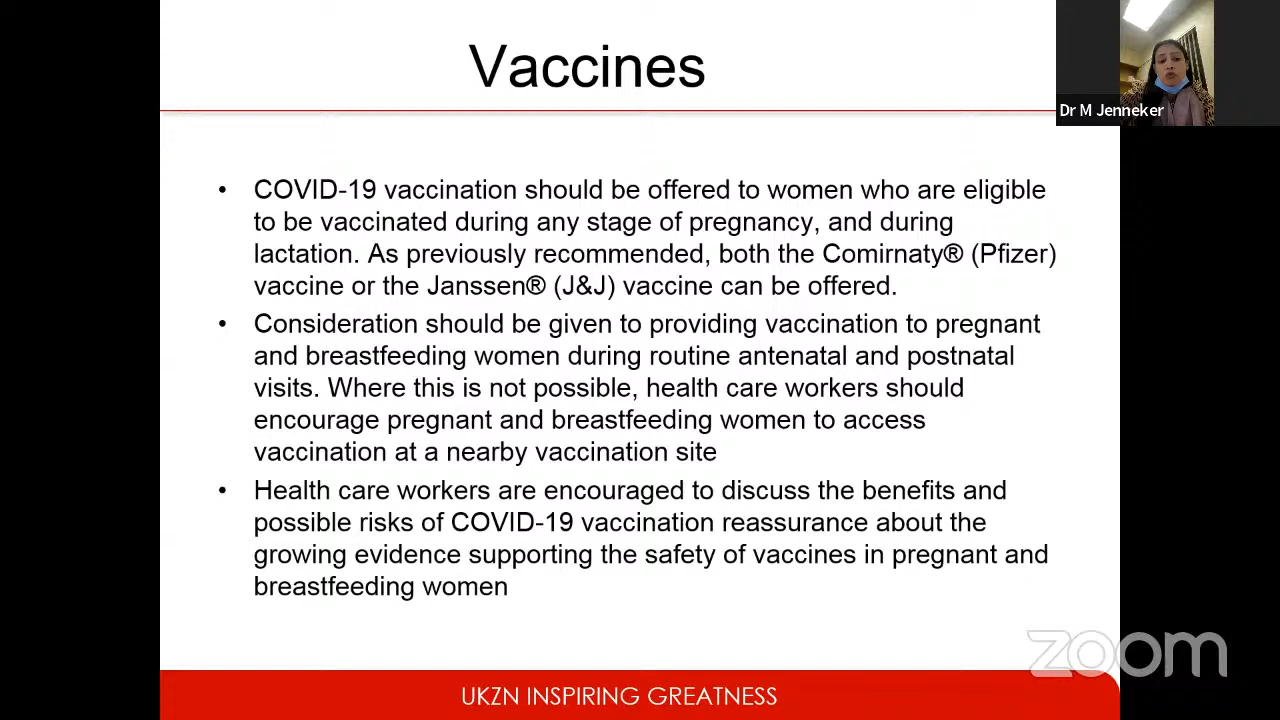 Vaccines
Dr M Jenneker
• COVID-19 vaccination should be offered to women who are eligible
to be vaccinated during any stage of pregnancy, and during
lactation. As previously recommended, both the Comirnaty® (Pfizer)
vaccine or the Janssen® (J&J) vaccine can be offered.
• Consideration should be given to providing vaccination to pregnant
and breastfeeding women during routine antenatal and postnatal
visits. Where this is not possible, health care workers should
encourage pregnant and breastfeeding women to access
vaccination at a nearby vaccination site
• Health care workers are encouraged to discuss the benefits and
possible risks of COVID-19 vaccination reassurance about the
growing evidence supporting the safety of vaccines in pregnant and
breastfeeding women
zoom
UKZN INSPIRING GREATNESS